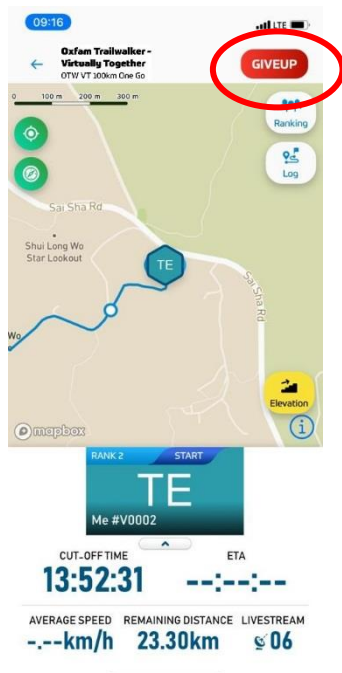 09:16
LTE
Oxfam Trailwalker –
Virtually Together
OTW VT 100km One Go
GIVEUP
0 100 m 200 m 300 m
Ranking
Log
Sai Sha Rd
Shui Long Wo
Star Lookout
TE
Sai Sha Rd
Wo
Elevation
mapbox
i
RANK 2 START
TE
Me #V0002
CUT-OFF TIME ETA
13:52:31 --:--:--
AVERAGE SPEED REMAINING DISTANCE LIVESTREAM
-.--km/h 23.30km 06